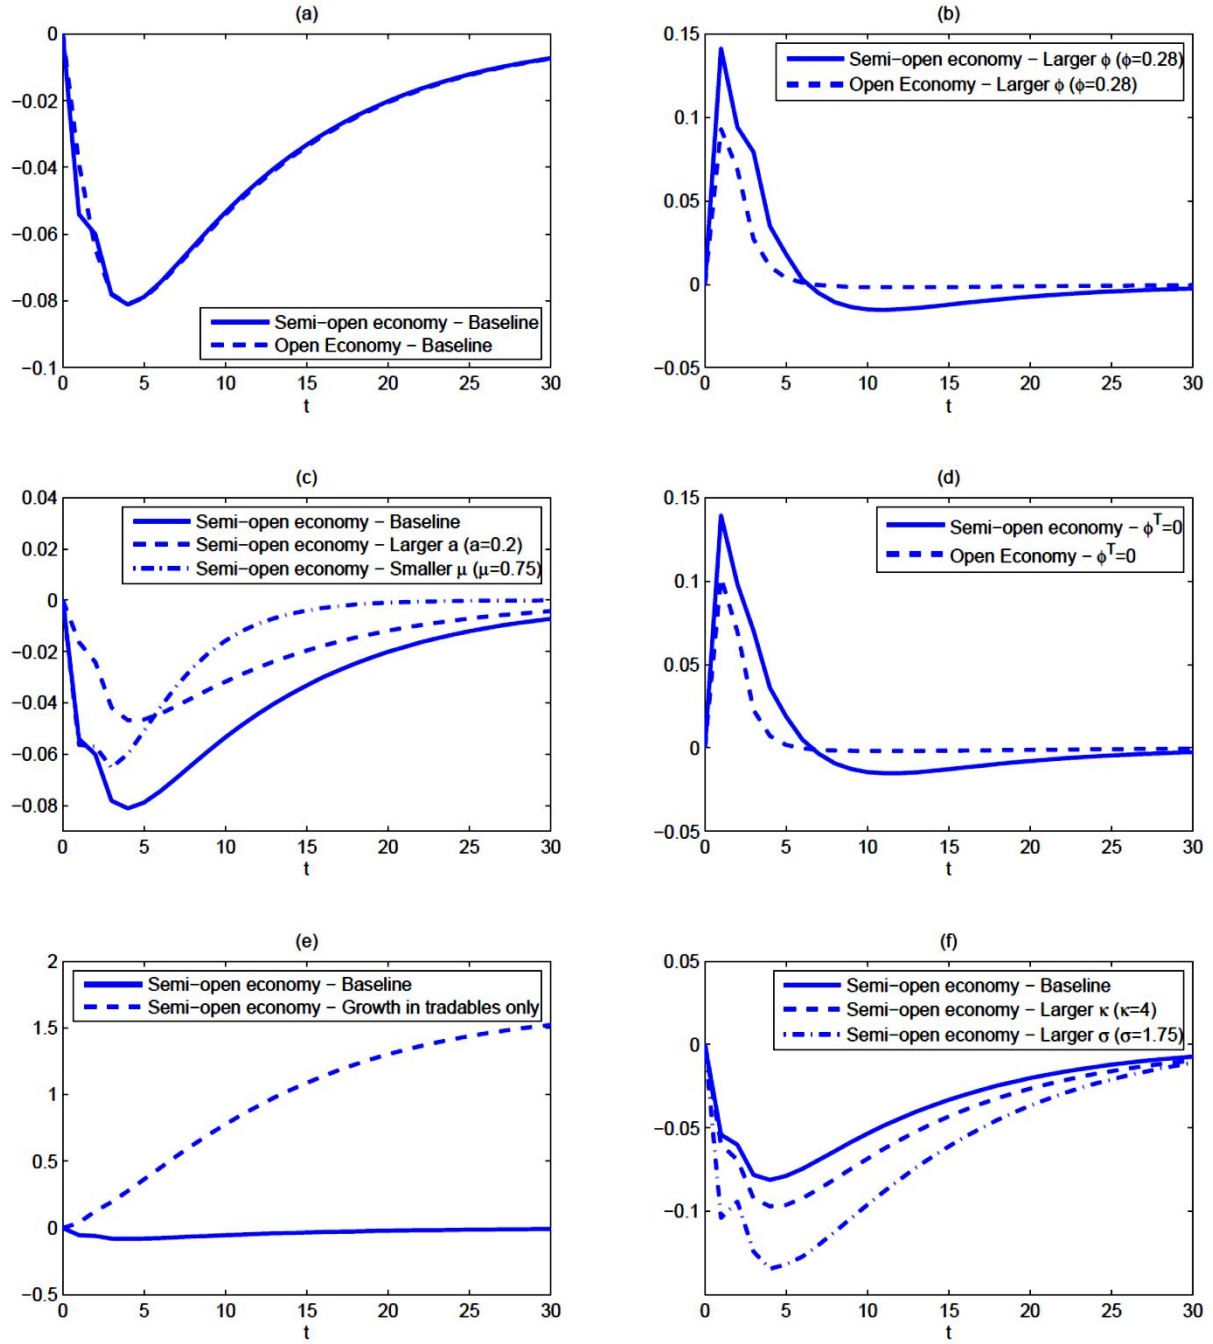 (a)
0
−0.02
−0.04
−0.06
−0.08
−0.1
Semi−open economy − Baseline
Open Economy − Baseline
0 5 10 15 20 25 30
t
(b)
0.15
0.1
0.05
0
−0.05
Semi−open economy − Larger ϕ (ϕ=0.28)
Open Economy − Larger ϕ (ϕ=0.28)
0 5 10 15 20 25 30
t
(c)
0.04
0.02
0
−0.02
−0.04
−0.06
−0.08
Semi−open economy − Baseline
Semi−open economy − Larger a (a=0.2)
Semi−open economy − Smaller μ (μ=0.75)
0 5 10 15 20 25 30
t
(d)
0.15
0.1
0.05
0
−0.05
Semi−open economy − ϕᵀ=0
Open Economy − ϕᵀ=0
0 5 10 15 20 25 30
t
(e)
2
1.5
1
0.5
0
−0.5
Semi−open economy − Baseline
Semi−open economy − Growth in tradables only
0 5 10 15 20 25 30
t
(f)
0.05
0
−0.05
−0.1
Semi−open economy − Baseline
Semi−open economy − Larger κ (κ=4)
Semi−open economy − Larger σ (σ=1.75)
0 5 10 15 20 25 30
t